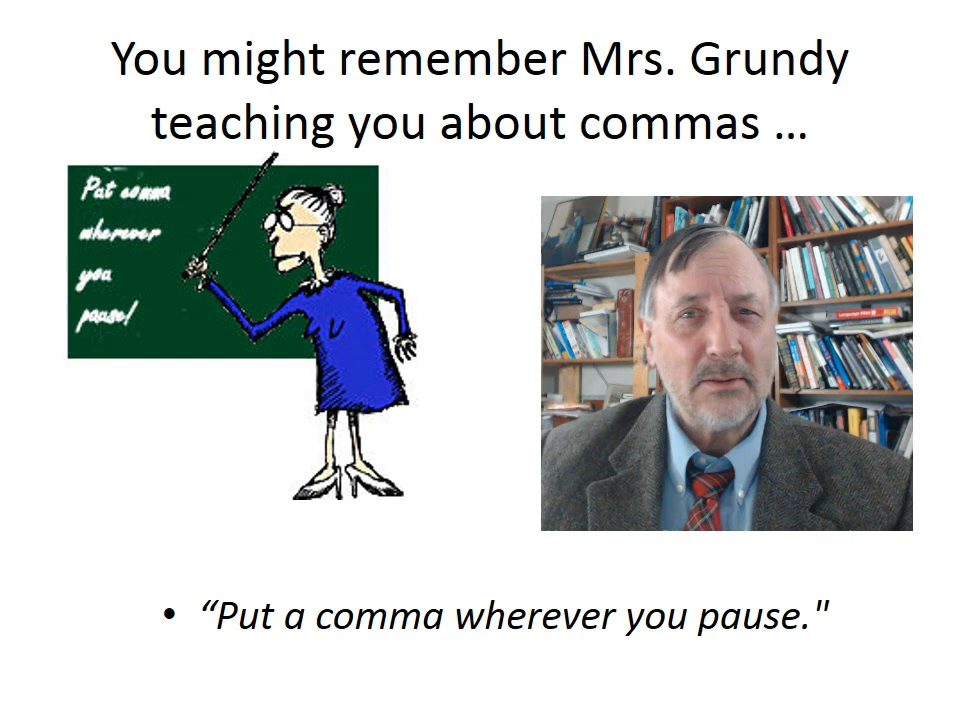 You might remember Mrs. Grundy
teaching you about commas …
Put comma
wherever
you
pause!
• “Put a comma wherever you pause."